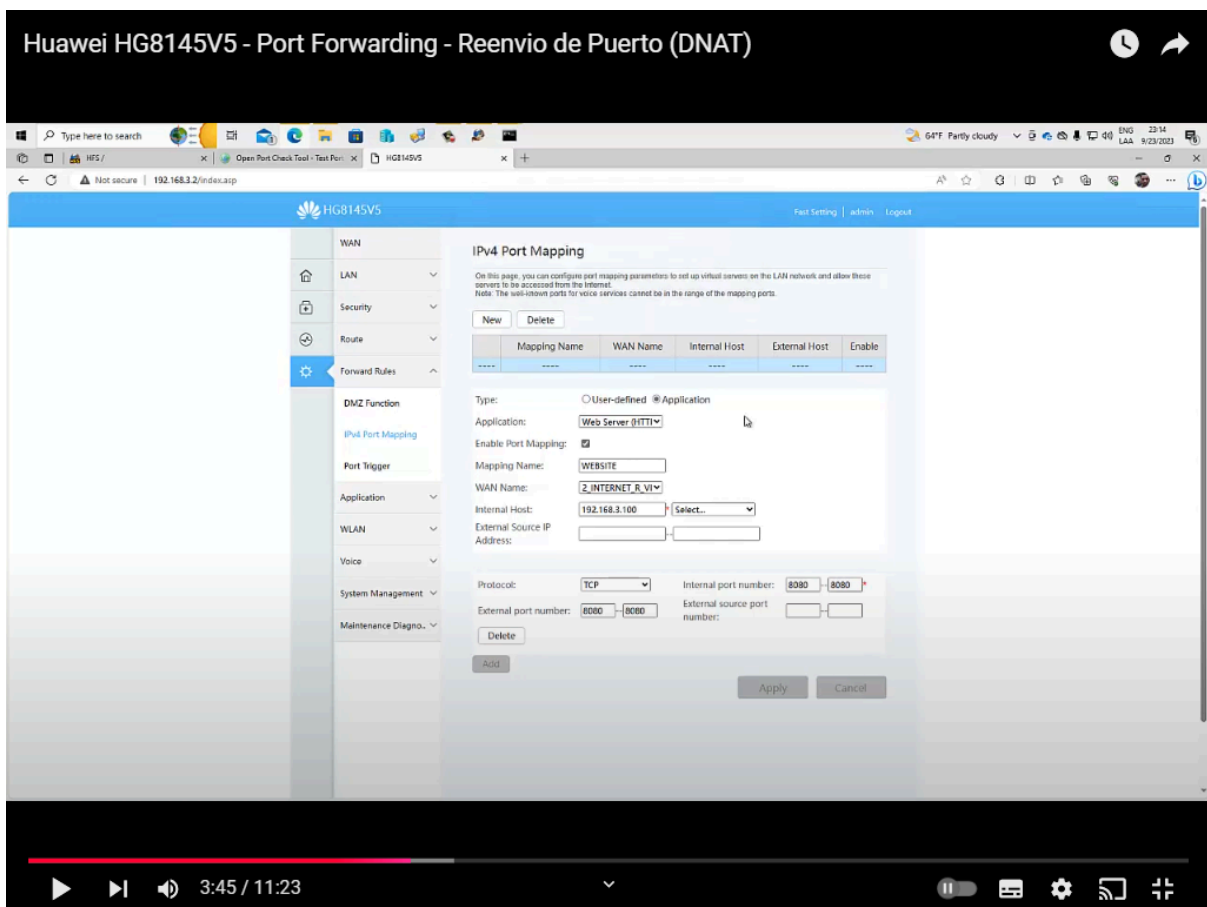 Huawei HG8145V5 - Port Forwarding - Reenvio de Puerto (DNAT)
Type here to search
64°F Partly cloudy
ENG
LAA
23:14
9/23/2023
HFS /
Open Port Check Tool - Test Port
HG8145V5
Not secure | 192.168.3.2/index.asp
HG8145V5
Fast Setting | admin Logout
WAN
LAN
Security
Route
Forward Rules
DMZ Function
IPv4 Port Mapping
Port Trigger
Application
WLAN
Voice
System Management
Maintenance Diagno..
IPv4 Port Mapping
On this page, you can configure port mapping parameters to set up virtual servers on the LAN network and allow these
servers to be accessed from the Internet.
Note: The well-known ports for voice services cannot be in the range of the mapping ports.
New Delete
Mapping Name WAN Name Internal Host External Host Enable
---- ---- ---- ---- ---- ----
Type: User-defined Application
Application: Web Server (HTTI
Enable Port Mapping:
Mapping Name: WEBSITE
WAN Name: 2_INTERNET_R_VI
Internal Host: 192.168.3.100 * Select...
External Source IP
Address: --
Protocol: TCP Internal port number: 8080 -- 8080 *
External port number: 8080 -- 8080 External source port
number: --
Delete
Add
Apply Cancel
3:45 / 11:23